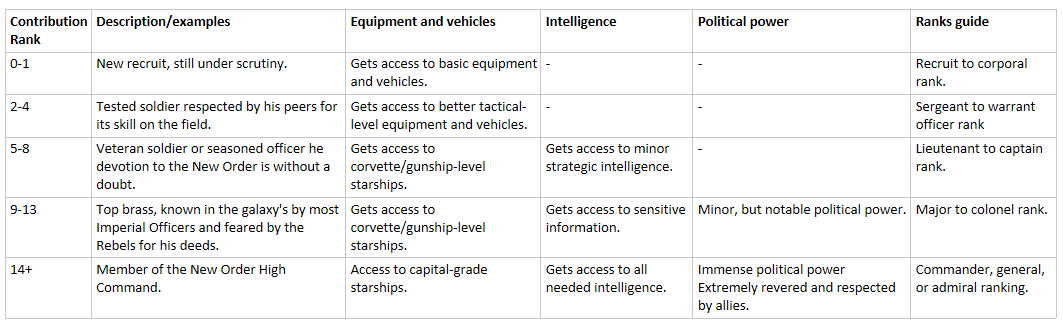 Contribution Rank
Description/examples
Equipment and vehicles
Intelligence
Political power
Ranks guide
0-1
New recruit, still under scrutiny.
Gets access to basic equipment
and vehicles.
-
-
Recruit to corporal
rank.
2-4
Tested soldier respected by his peers for
its skill on the field.
Gets access to better tactical-
level equipment and vehicles.
-
-
Sergeant to warrant
officer rank
5-8
Veteran soldier or seasoned officer he
devotion to the New Order is without a
doubt.
Gets access to
corvette/gunship-level
starships.
Gets access to minor
strategic intelligence.
-
Lieutenant to captain
rank.
9-13
Top brass, known in the galaxy's by most
Imperial Officers and feared by the
Rebels for his deeds.
Gets access to
corvette/gunship-level
starships.
Gets access to sensitive
information.
Minor, but notable political power.
Major to colonel rank.
14+
Member of the New Order High
Command.
Access to capital-grade
starships.
Gets access to all
needed intelligence.
Immense political power
Extremely revered and respected
by allies.
Commander, general,
or admiral ranking.